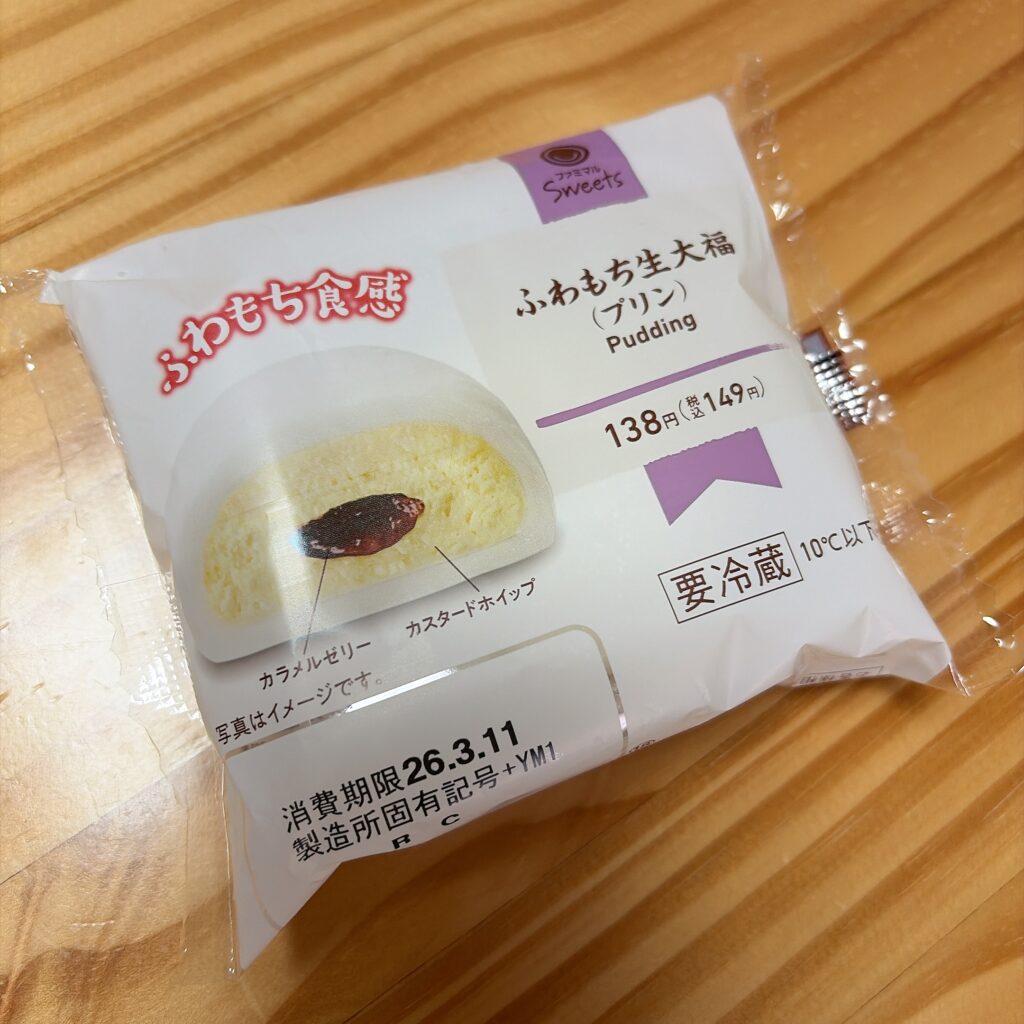 ファミマル
Sweets
ふわもち食感
ふわもち生大福
(プリン)
Pudding
138円(税込149円)
要冷蔵 10℃以下
カラメルゼリー
カスタードホイップ
写真はイメージです。
消費期限26.3.11
製造所固有記号+YM1
R C